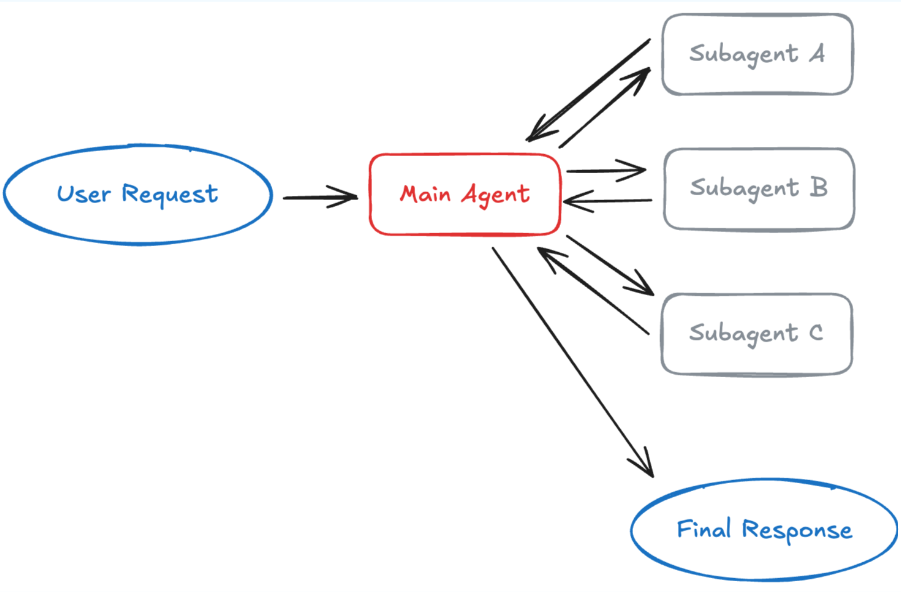 User Request
Main Agent
Subagent A
Subagent B
Subagent C
Final Response